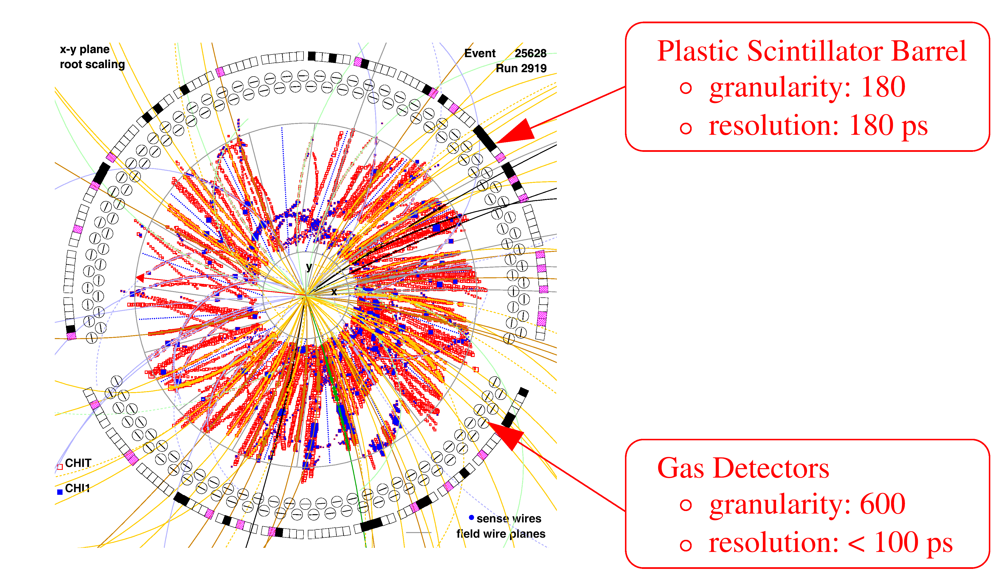 x-y plane
root scaling
Event 25628
Run 2919
Plastic Scintillator Barrel
granularity: 180
resolution: 180 ps
y
x
CHIT
CHI1
sense wires
field wire planes
Gas Detectors
granularity: 600
resolution: < 100 ps